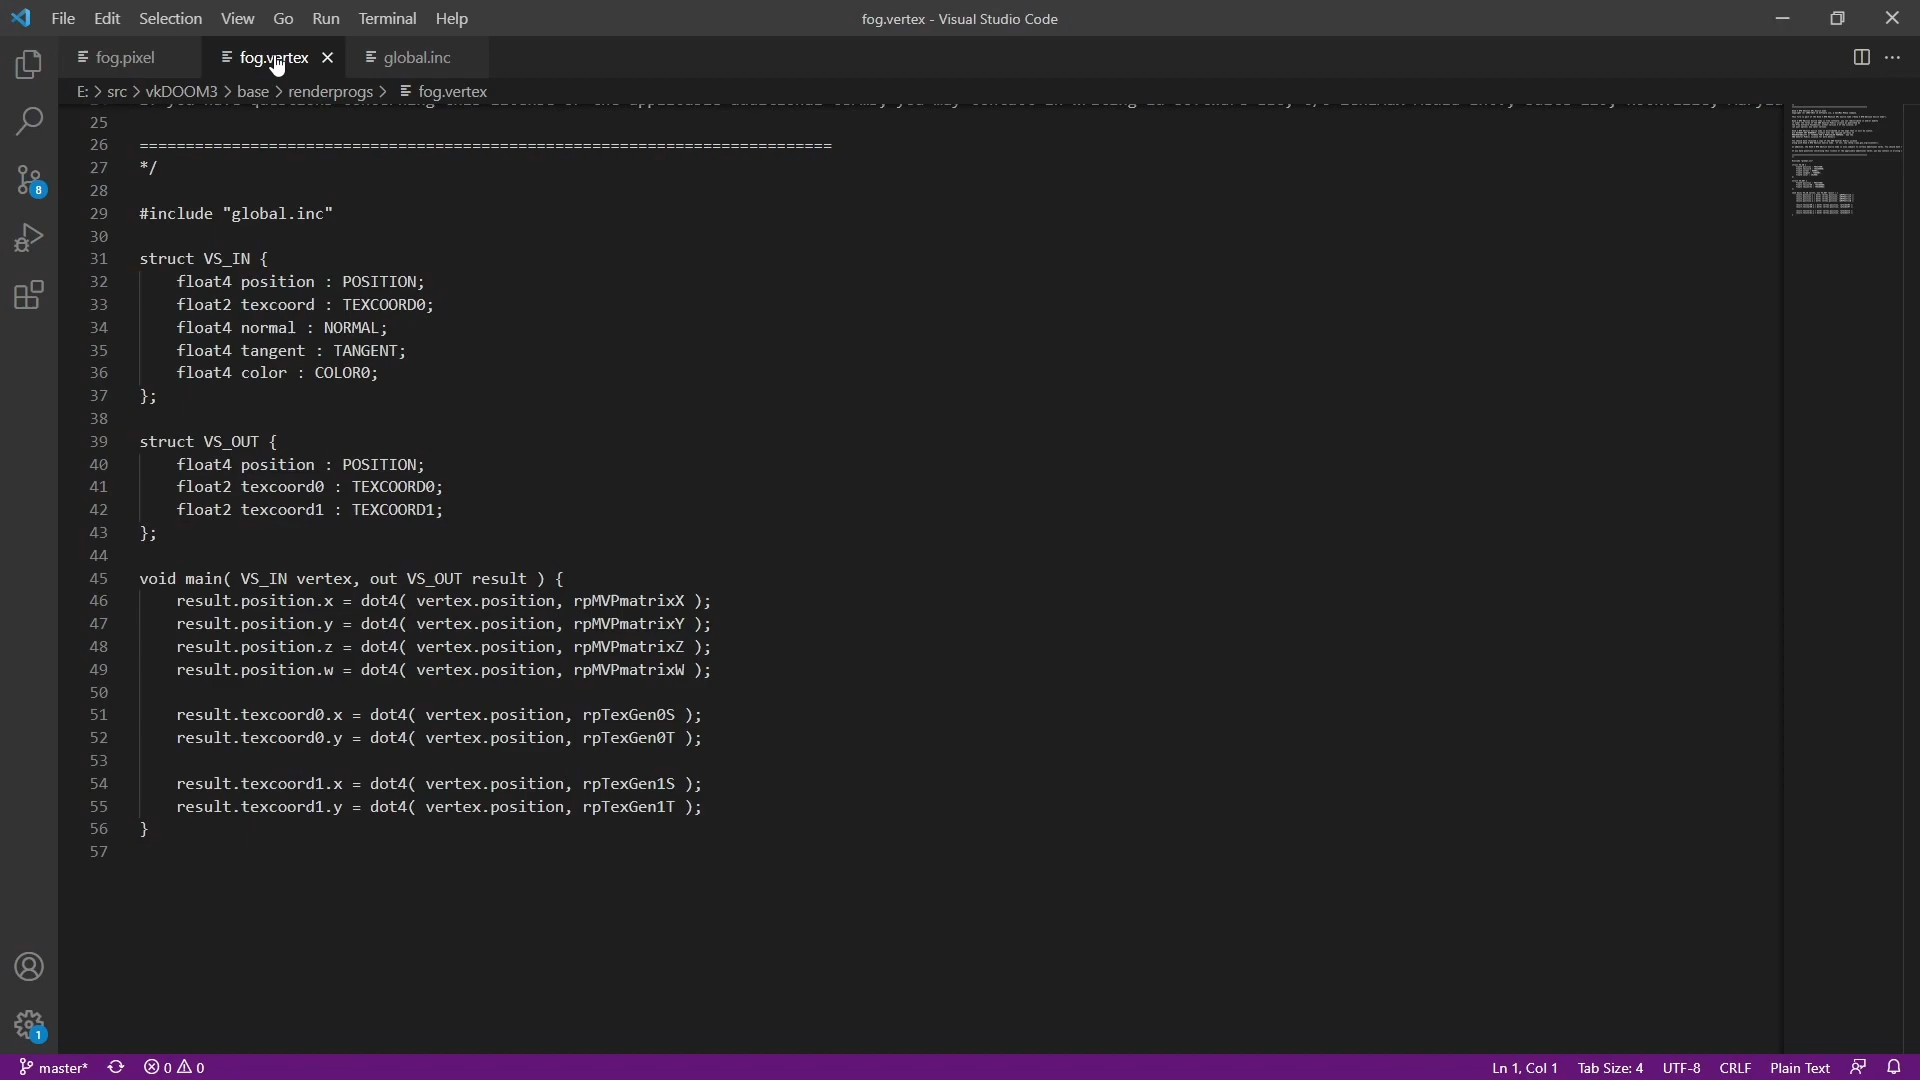 File Edit Selection View Go Run Terminal Help
fog.vertex - Visual Studio Code
fog.pixel
fog.vertex
global.inc
E: > src > vkDOOM3 > base > renderprogs > fog.vertex
25
26 ===========================================================================
27 */
28
29 #include "global.inc"
30
31 struct VS_IN {
32 float4 position : POSITION;
33 float2 texcoord : TEXCOORD0;
34 float4 normal : NORMAL;
35 float4 tangent : TANGENT;
36 float4 color : COLOR0;
37 };
38
39 struct VS_OUT {
40 float4 position : POSITION;
41 float2 texcoord0 : TEXCOORD0;
42 float2 texcoord1 : TEXCOORD1;
43 };
44
45 void main( VS_IN vertex, out VS_OUT result ) {
46 result.position.x = dot4( vertex.position, rpMVPmatrixX );
47 result.position.y = dot4( vertex.position, rpMVPmatrixY );
48 result.position.z = dot4( vertex.position, rpMVPmatrixZ );
49 result.position.w = dot4( vertex.position, rpMVPmatrixW );
50
51 result.texcoord0.x = dot4( vertex.position, rpTexGen0S );
52 result.texcoord0.y = dot4( vertex.position, rpTexGen0T );
53
54 result.texcoord1.x = dot4( vertex.position, rpTexGen1S );
55 result.texcoord1.y = dot4( vertex.position, rpTexGen1T );
56 }
57
8
1
master* 0 0
Ln 1, Col 1 Tab Size: 4 UTF-8 CRLF Plain Text